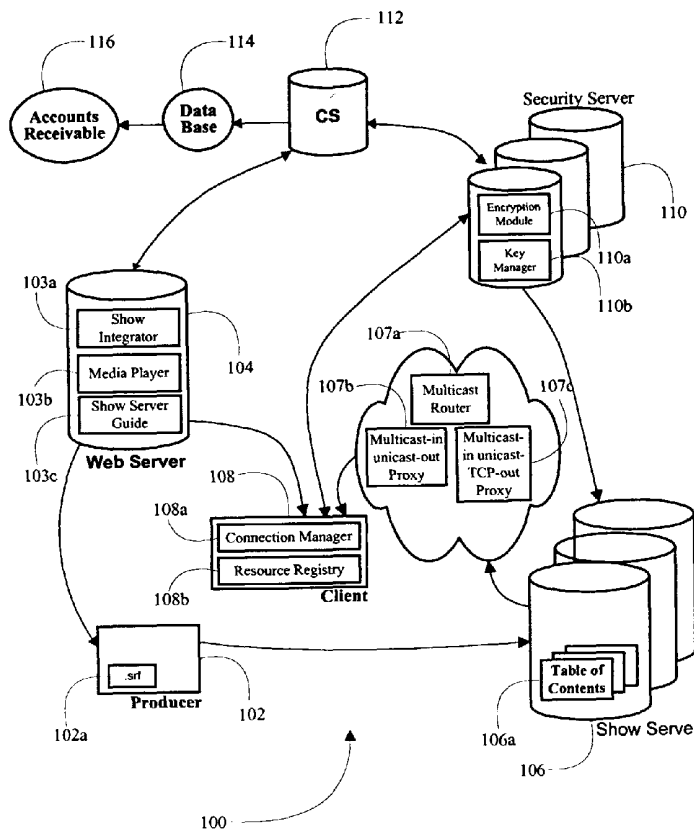 116
114
112
Accounts
Receivable
Data
Base
CS
Security Server
Encryption
Module
Key
Manager
110
110a
110b
103a
Show
Integrator
104
103b
Media Player
Show Server
Guide
103c
Web Server
107a
107b
107c
Multicast
Router
Multicast-in
unicast-out
Proxy
Multicast-
in unicast-
TCP-out
Proxy
108
108a
Connection Manager
Resource Registry
108b
Client
.srf
102a
Producer
102
Table of
Contents
106a
Show Server
106
100